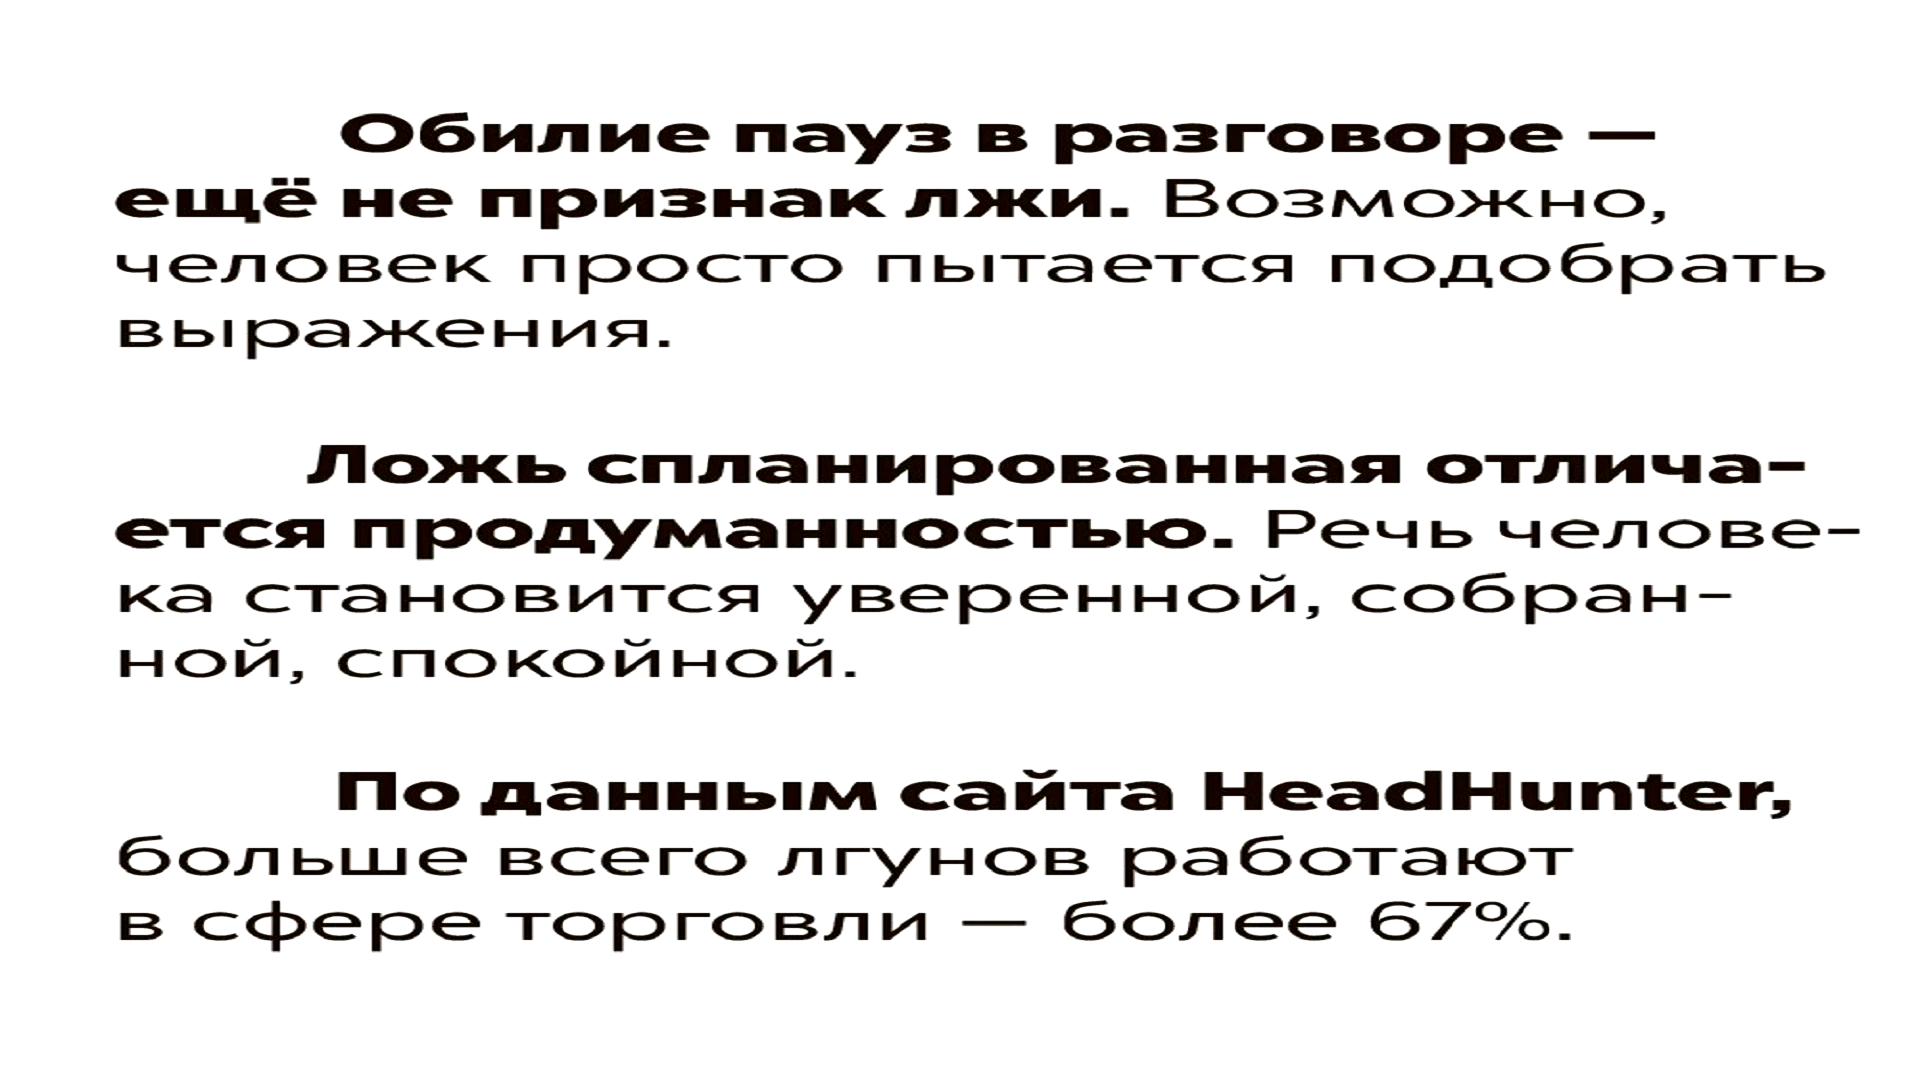 Обилие пауз в разговоре —
ещё не признак лжи. Возможно,
человек просто пытается подобрать
выражения.
Ложь спланированная отлича-
ется продуманностью. Речь челове-
ка становится уверенной, собран-
ной, спокойной.
По данным сайта HeadHunter,
больше всего лгунов работают
в сфере торговли — более 67%.